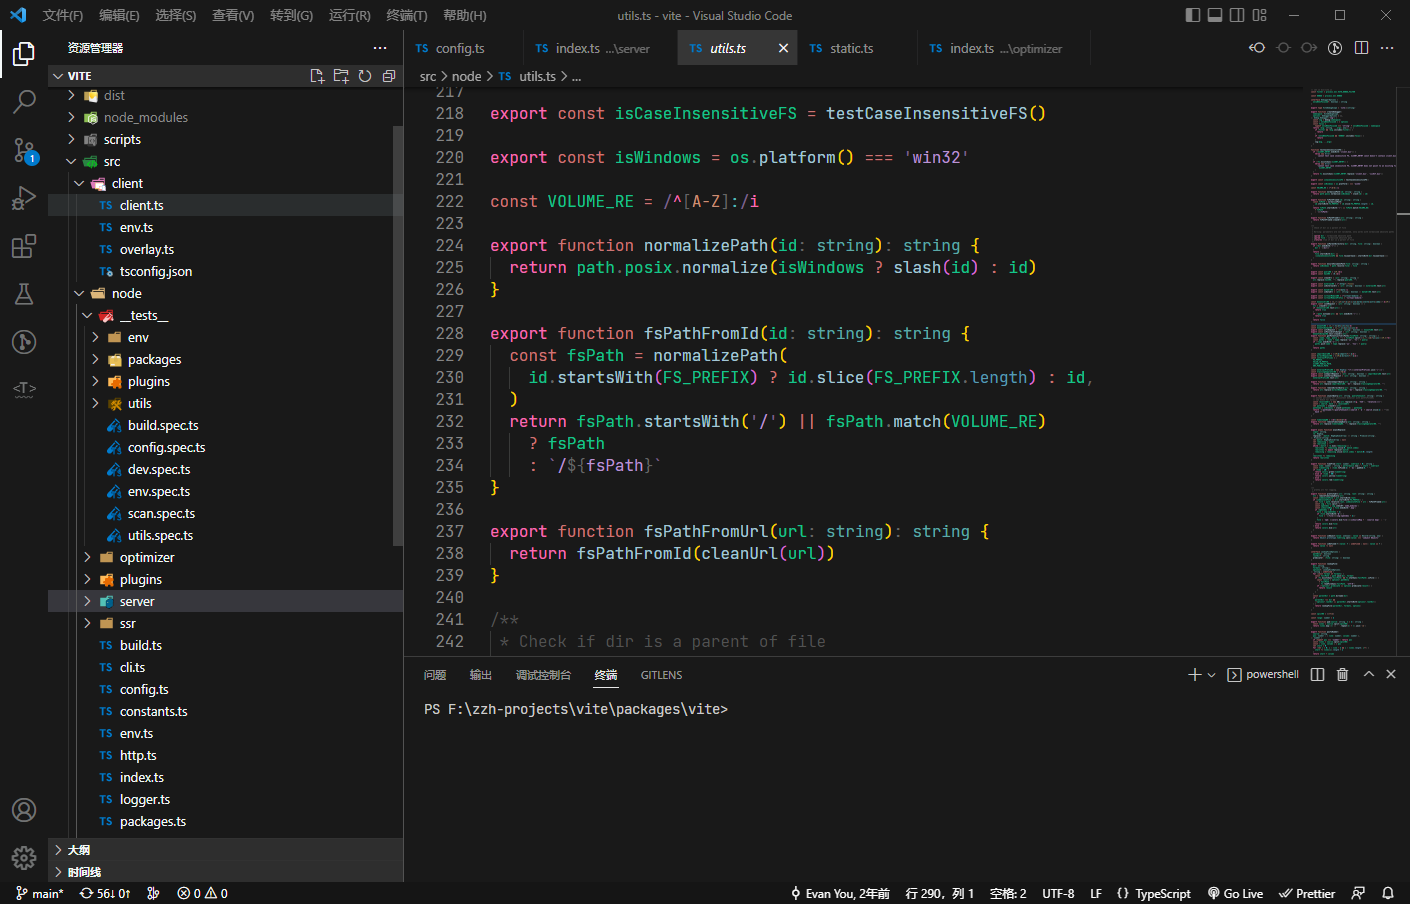 文件(F) 编辑(E) 选择(S) 查看(V) 转到(G) 运行(R) 终端(T) 帮助(H) utils.ts - vite - Visual Studio Code
资源管理器
VITE
dist
node_modules
scripts
src
client
TS client.ts
TS env.ts
TS overlay.ts
TS tsconfig.json
node
__tests__
env
packages
plugins
utils
build.spec.ts
config.spec.ts
dev.spec.ts
env.spec.ts
scan.spec.ts
utils.spec.ts
optimizer
plugins
server
ssr
TS build.ts
TS cli.ts
TS config.ts
TS constants.ts
TS env.ts
TS http.ts
TS index.ts
TS logger.ts
TS packages.ts
大纲
时间线
1
<T>
TS config.ts TS index.ts ...\server TS utils.ts TS static.ts TS index.ts ...\optimizer
src > node > TS utils.ts > ...
217
218 export const isCaseInsensitiveFS = testCaseInsensitiveFS()
219
220 export const isWindows = os.platform() === 'win32'
221
222 const VOLUME_RE = /^[A-Z]:/i
223
224 export function normalizePath(id: string): string {
225 return path.posix.normalize(isWindows ? slash(id) : id)
226 }
227
228 export function fsPathFromId(id: string): string {
229 const fsPath = normalizePath(
230 id.startsWith(FS_PREFIX) ? id.slice(FS_PREFIX.length) : id,
231 )
232 return fsPath.startsWith('/') || fsPath.match(VOLUME_RE)
233 ? fsPath
234 : `/${fsPath}`
235 }
236
237 export function fsPathFromUrl(url: string): string {
238 return fsPathFromId(cleanUrl(url))
239 }
240
241 /**
242 * Check if dir is a parent of file
问题 输出 调试控制台 终端 GITLENS powershell
PS F:\zzh-projects\vite\packages\vite>
main* 56↓ 0↑ 0 0 Evan You, 2年前 行 290，列 1 空格: 2 UTF-8 LF {} TypeScript Go Live Prettier